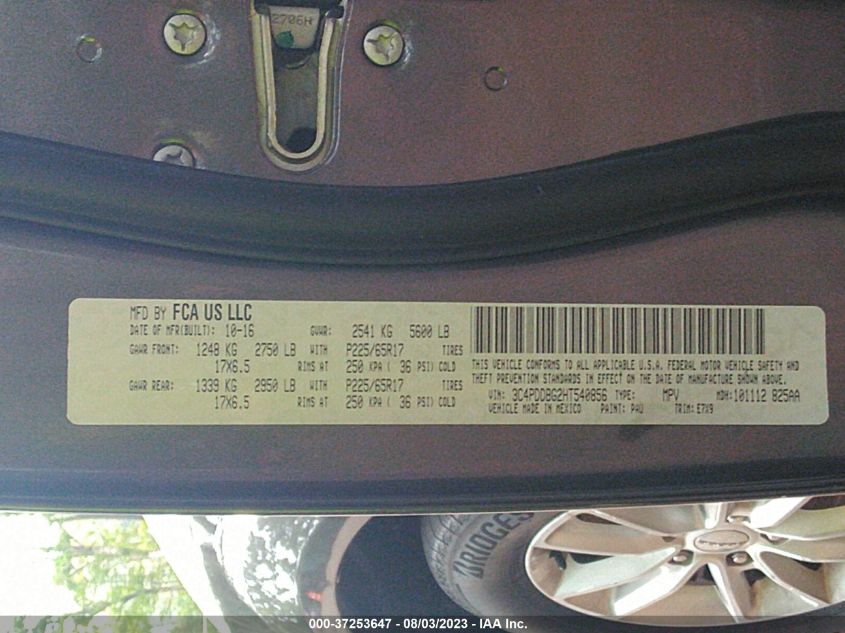 2706H
MFD BY FCA US LLC
DATE OF MFR(BUILT): 10-16 GVWR: 2541 KG 5600 LB
GAWR FRONT: 1248 KG 2750 LB WITH P225/65R17 TIRES
17X6.5 RIMS AT 250 KPA ( 36 PSI) COLD
GAWR REAR: 1339 KG 2950 LB WITH P225/65R17 TIRES
17X6.5 RIMS AT 250 KPA ( 36 PSI) COLD
THIS VEHICLE CONFORMS TO ALL APPLICABLE U.S.A. FEDERAL MOTOR VEHICLE SAFETY AND
THEFT PREVENTION STANDARDS IN EFFECT ON THE DATE OF MANUFACTURE SHOWN ABOVE.
VIN: 3C4PDDBG2HT540856 TYPE: MPV MDH: 101112 825AA
VEHICLE MADE IN MEXICO PAINT: PAU TRIM: E7X9
BRIDGES
000-37253647 - 08/03/2023 - IAA Inc.